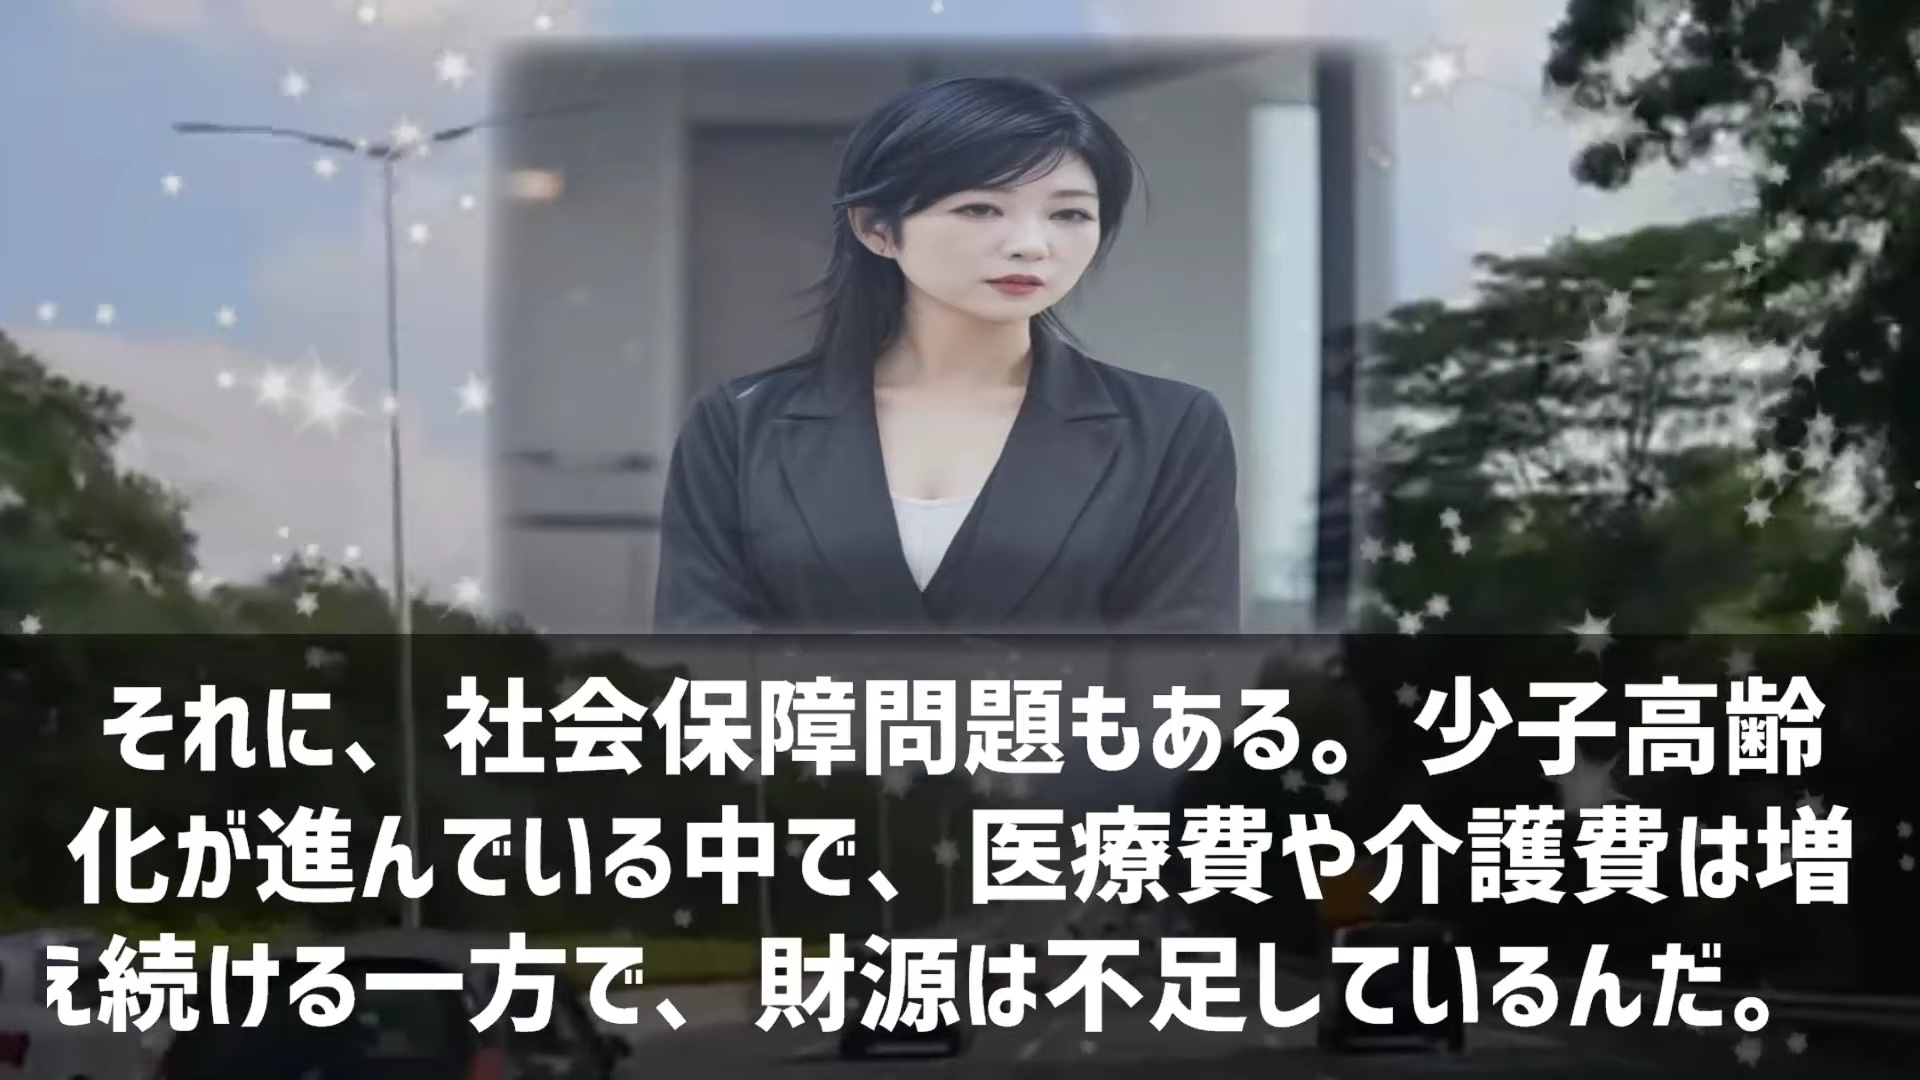 それに、社会保障問題もある。少子高齢
化が進んでいる中で、医療費や介護費は増
え続ける一方で、財源は不足しているんだ。